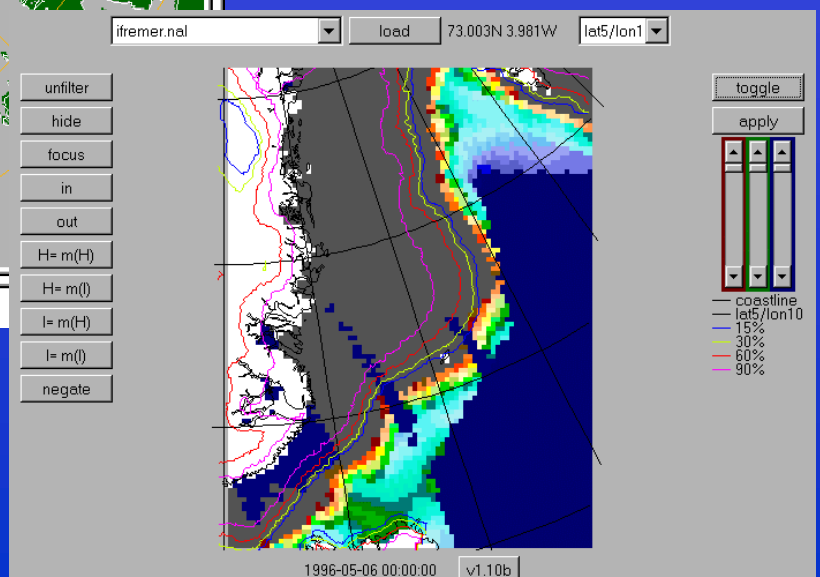 ifremer.nal load 73.003N 3.981W lat5/lon1
unfilter
hide
focus
in
out
H= m(H)
H= m(I)
I= m(H)
I= m(I)
negate
toggle
apply
coastline
lat5/lon10
15%
30%
60%
90%
1996-05-06 00:00:00 v1.10b